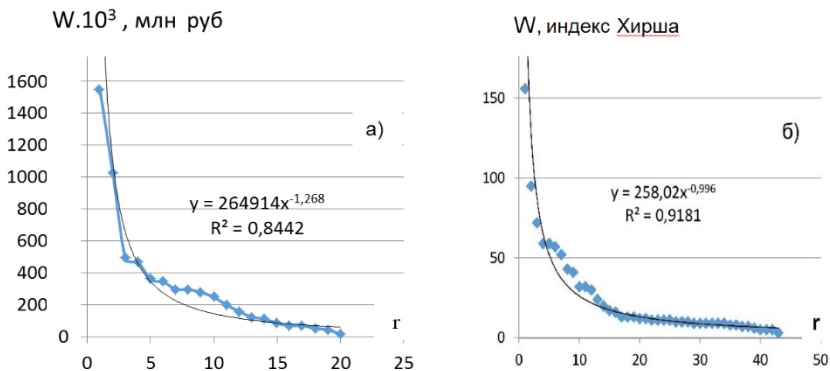 W.10³ , млн руб
1600
1400
1200
1000
800
600
400
200
0
0 5 10 15 20 25
а)
y = 264914x⁻¹,²⁶⁸
R² = 0,8442
r
W, индекс Хирша
150
100
50
0
0 10 20 30 40 50
б)
y = 258,02x⁻⁰,⁹⁹⁶
R² = 0,9181
r